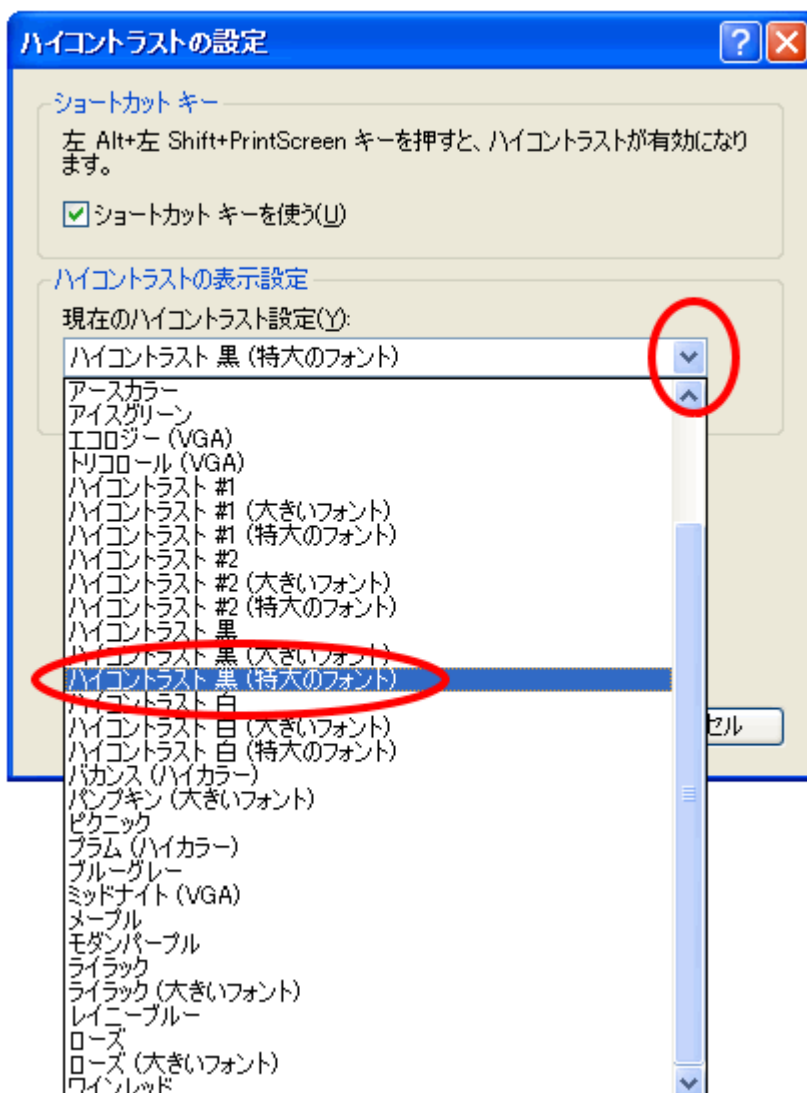 ハイコントラストの設定
ショートカット キー
左 Alt+左 Shift+PrintScreen キーを押すと、ハイコントラストが有効になり
ます。
ショートカット キーを使う(U)
ハイコントラストの表示設定
現在のハイコントラスト設定(Y):
ハイコントラスト 黒 (特大のフォント)
アースカラー
アイスグリーン
エコロジー (VGA)
トリコロール (VGA)
ハイコントラスト #1
ハイコントラスト #1 (大きいフォント)
ハイコントラスト #1 (特大のフォント)
ハイコントラスト #2
ハイコントラスト #2 (大きいフォント)
ハイコントラスト #2 (特大のフォント)
ハイコントラスト 黒
ハイコントラスト 黒 (大きいフォント)
ハイコントラスト 黒 (特大のフォント)
ハイコントラスト 白
ハイコントラスト 白 (大きいフォント)
ハイコントラスト 白 (特大のフォント)
セル
バカンス (ハイカラー)
パンプキン (大きいフォント)
ピクニック
プラム (ハイカラー)
ブルーグレー
ミッドナイト (VGA)
メープル
モダンパープル
ライラック
ライラック (大きいフォント)
レイニーブルー
ローズ
ローズ (大きいフォント)
ワインレッド